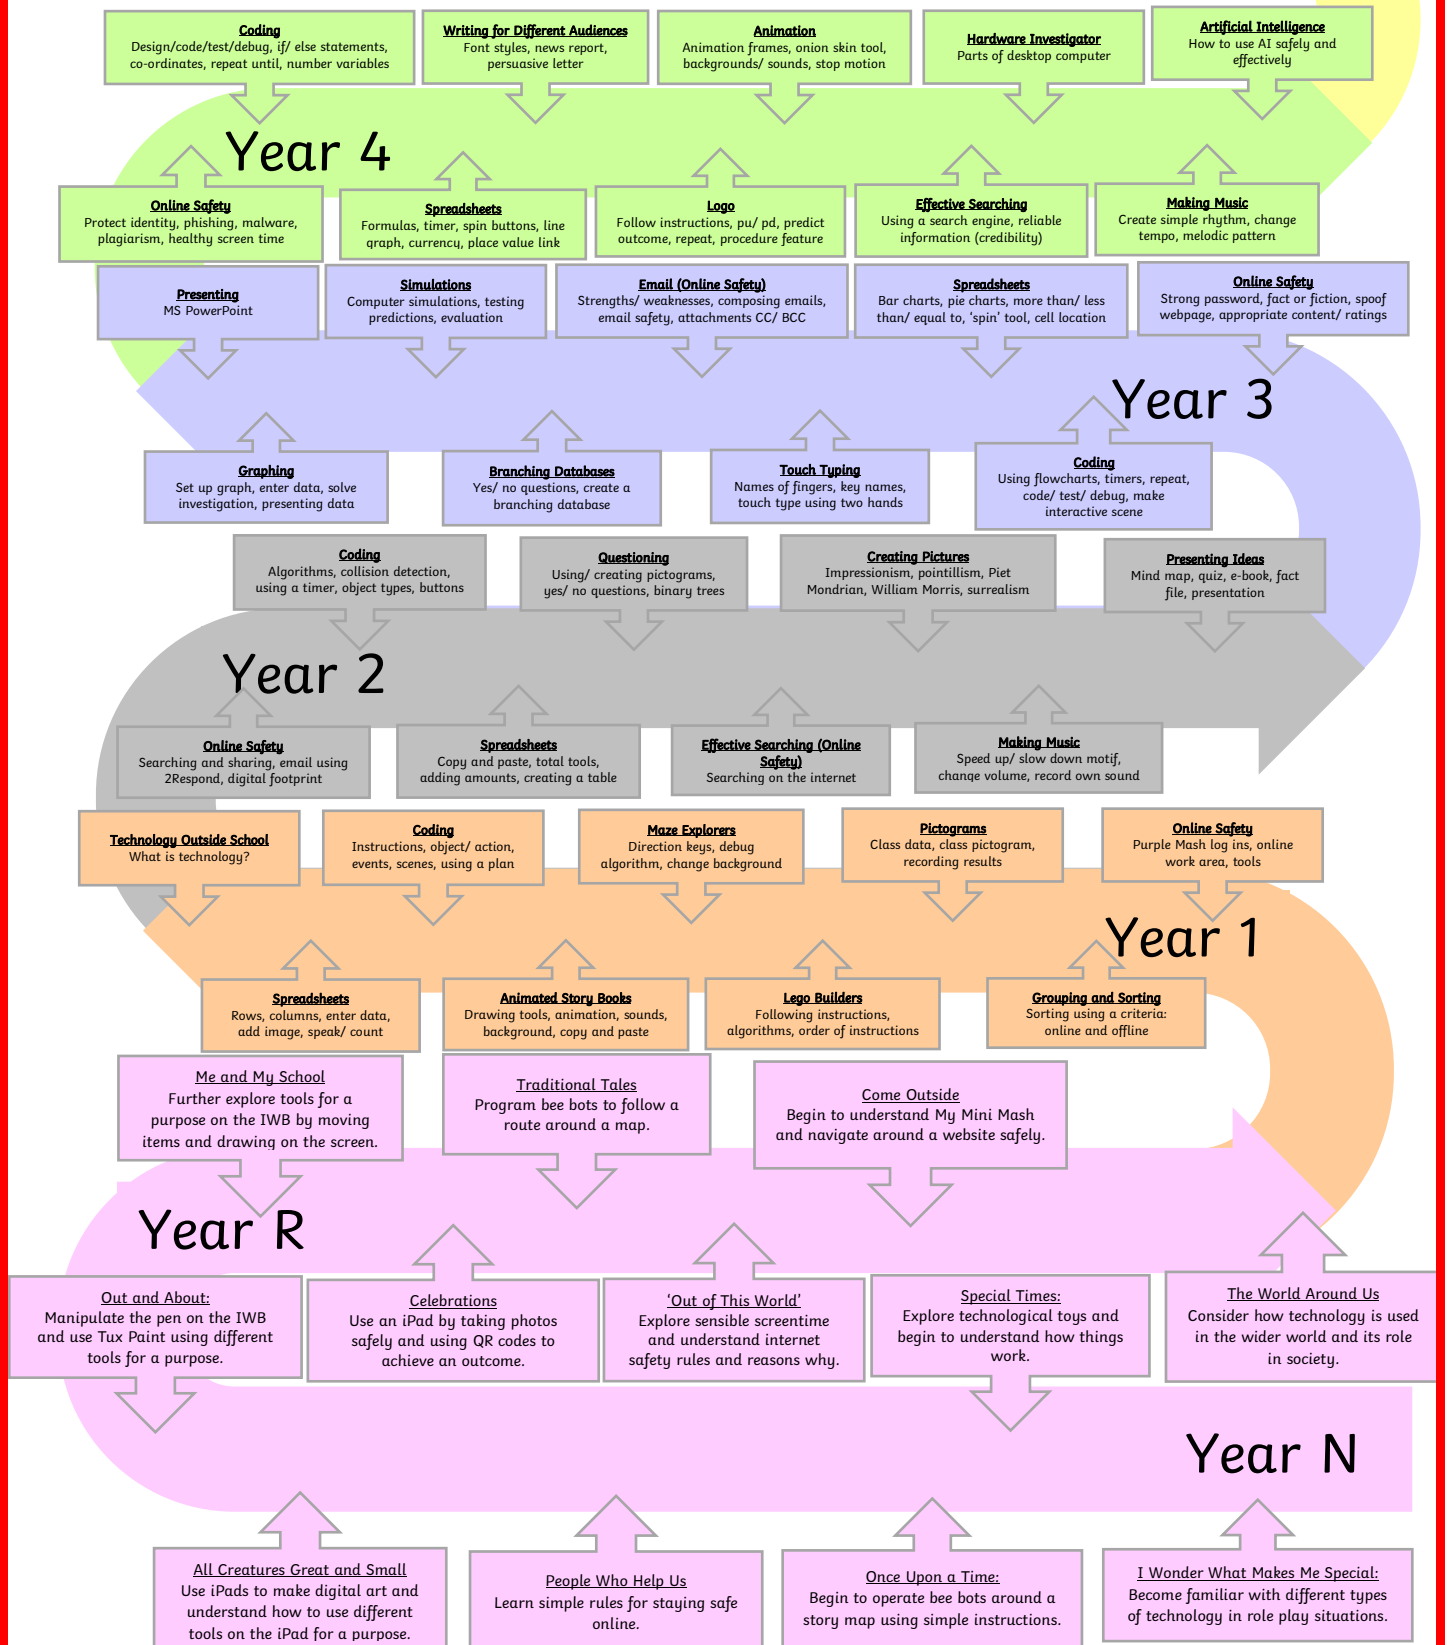 Coding
Design/code/test/debug, if/ else statements,
co-ordinates, repeat until, number variables
Writing for Different Audiences
Font styles, news report,
persuasive letter
Animation
Animation frames, onion skin tool,
backgrounds/ sounds, stop motion
Hardware Investigator
Parts of desktop computer
Artificial Intelligence
How to use AI safely and
effectively
Year 4
Online Safety
Protect identity, phishing, malware,
plagiarism, healthy screen time
Spreadsheets
Formulas, timer, spin buttons, line
graph, currency, place value link
Logo
Follow instructions, pu/ pd, predict
outcome, repeat, procedure feature
Effective Searching
Using a search engine, reliable
information (credibility)
Making Music
Create simple rhythm, change
tempo, melodic pattern
Presenting
MS PowerPoint
Simulations
Computer simulations, testing
predictions, evaluation
Email (Online Safety)
Strengths/ weaknesses, composing emails,
email safety, attachments CC/ BCC
Spreadsheets
Bar charts, pie charts, more than/ less
than/ equal to, ‘spin’ tool, cell location
Online Safety
Strong password, fact or fiction, spoof
webpage, appropriate content/ ratings
Year 3
Graphing
Set up graph, enter data, solve
investigation, presenting data
Branching Databases
Yes/ no questions, create a
branching database
Touch Typing
Names of fingers, key names,
touch type using two hands
Coding
Using flowcharts, timers, repeat,
code/ test/ debug, make
interactive scene
Coding
Algorithms, collision detection,
using a timer, object types, buttons
Questioning
Using/ creating pictograms,
yes/ no questions, binary trees
Creating Pictures
Impressionism, pointillism, Piet
Mondrian, William Morris, surrealism
Presenting Ideas
Mind map, quiz, e-book, fact
file, presentation
Year 2
Online Safety
Searching and sharing, email using
2Respond, digital footprint
Spreadsheets
Copy and paste, total tools,
adding amounts, creating a table
Effective Searching (Online
Safety)
Searching on the internet
Making Music
Speed up/ slow down motif,
change volume, record own sound
Technology Outside School
What is technology?
Coding
Instructions, object/ action,
events, scenes, using a plan
Maze Explorers
Direction keys, debug
algorithm, change background
Pictograms
Class data, class pictogram,
recording results
Online Safety
Purple Mash log ins, online
work area, tools
Year 1
Spreadsheets
Rows, columns, enter data,
add image, speak/ count
Animated Story Books
Drawing tools, animation, sounds,
background, copy and paste
Lego Builders
Following instructions,
algorithms, order of instructions
Grouping and Sorting
Sorting using a criteria:
online and offline
Me and My School
Further explore tools for a
purpose on the IWB by moving
items and drawing on the screen.
Traditional Tales
Program bee bots to follow a
route around a map.
Come Outside
Begin to understand My Mini Mash
and navigate around a website safely.
Year R
Out and About:
Manipulate the pen on the IWB
and use Tux Paint using different
tools for a purpose.
Celebrations
Use an iPad by taking photos
safely and using QR codes to
achieve an outcome.
‘Out of This World’
Explore sensible screentime
and understand internet
safety rules and reasons why.
Special Times:
Explore technological toys and
begin to understand how things
work.
The World Around Us
Consider how technology is used
in the wider world and its role
in society.
Year N
All Creatures Great and Small
Use iPads to make digital art and
understand how to use different
tools on the iPad for a purpose.
People Who Help Us
Learn simple rules for staying safe
online.
Once Upon a Time:
Begin to operate bee bots around a
story map using simple instructions.
I Wonder What Makes Me Special:
Become familiar with different types
of technology in role play situations.